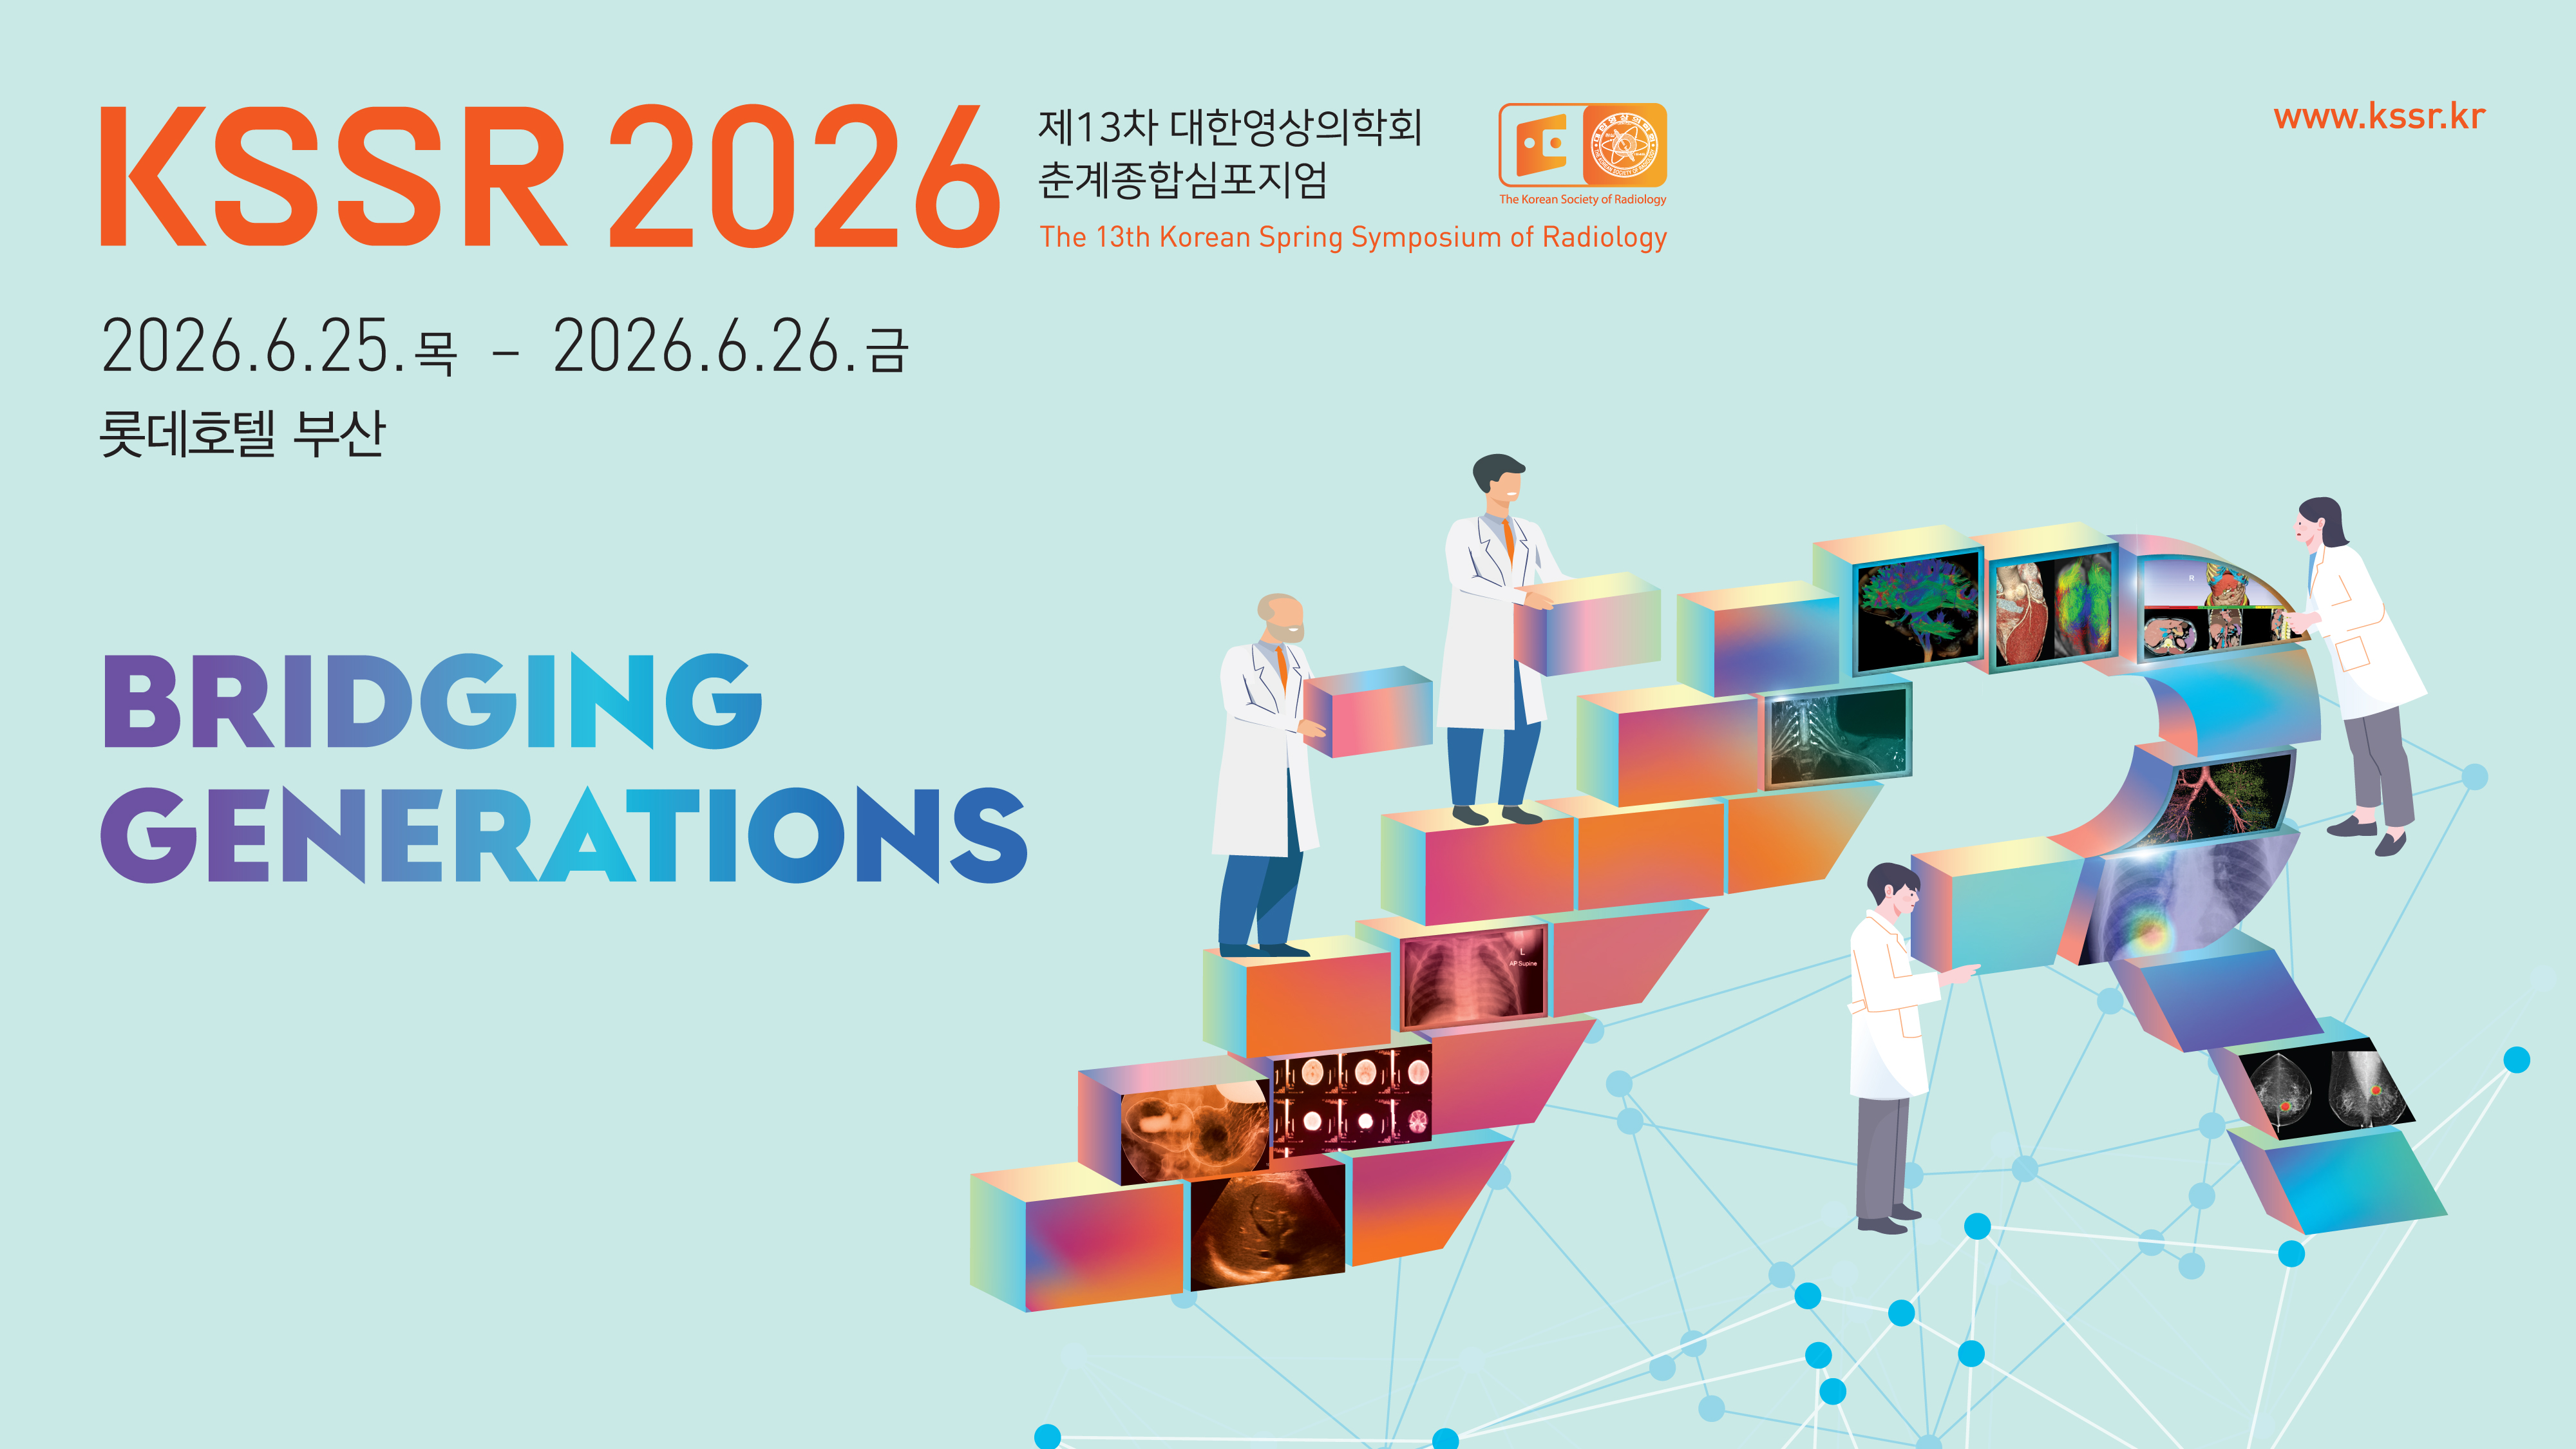 KSSR 2026
제13차 대한영상의학회
춘계종합심포지엄
The Korean Society of Radiology
The 13th Korean Spring Symposium of Radiology
www.kssr.kr
2026.6.25.목 – 2026.6.26.금
롯데호텔 부산
BRIDGING
GENERATIONS
R
L
AP Supine